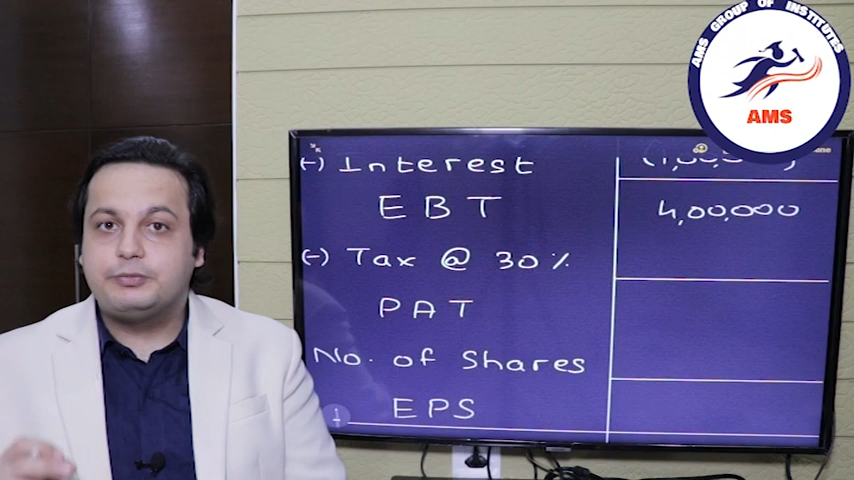 AMS GROUP OF INSTITUTES
AMS
(-) Interest
EBT 4,00,000
(-) Tax @ 30%
PAT
No. of Shares
EPS